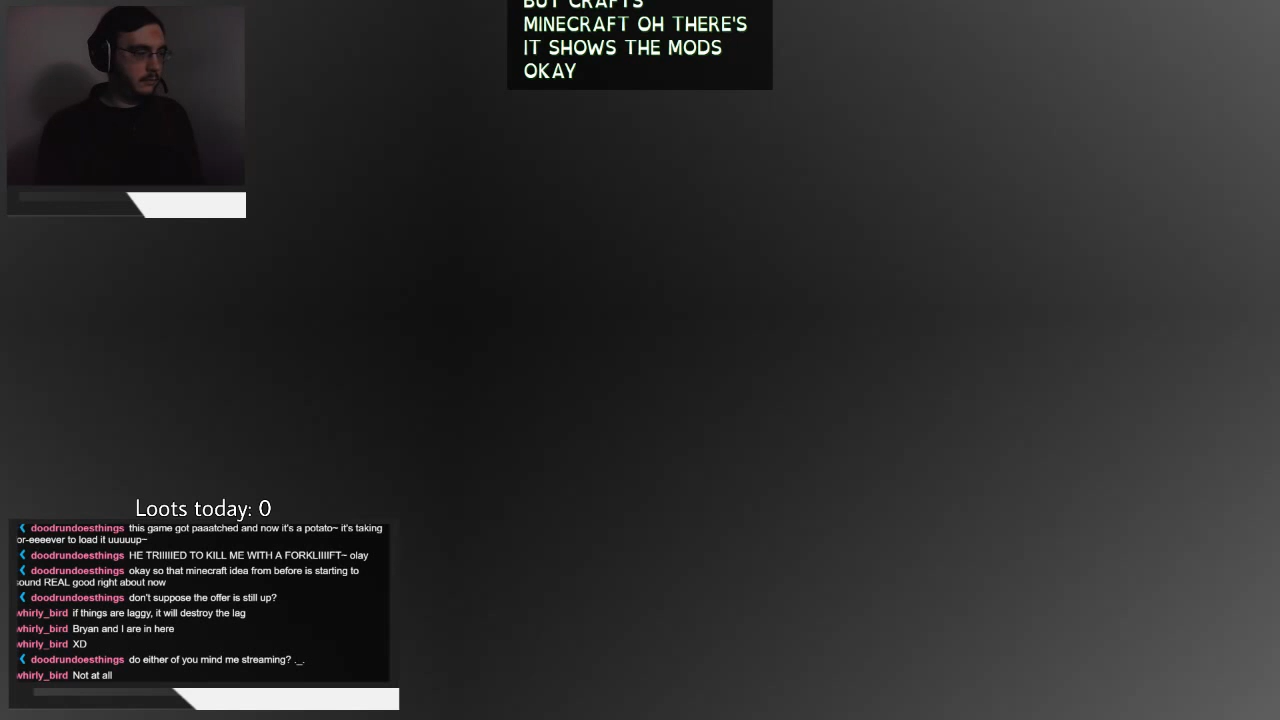 BUT CRAFTS
MINECRAFT OH THERE'S
IT SHOWS THE MODS
OKAY
Loots today: 0
doodrundoesthings this game got paaatched and now it's a potato~ it's taking
or-eeeever to load it uuuuup~
doodrundoesthings HE TRIIIIIED TO KILL ME WITH A FORKLIIIIFT~ olay
doodrundoesthings okay so that minecraft idea from before is starting to
sound REAL good right about now
doodrundoesthings don't suppose the offer is still up?
whirly_bird if things are laggy, it will destroy the lag
whirly_bird Bryan and I are in here
whirly_bird XD
doodrundoesthings do either of you mind me streaming? ._.
whirly_bird Not at all